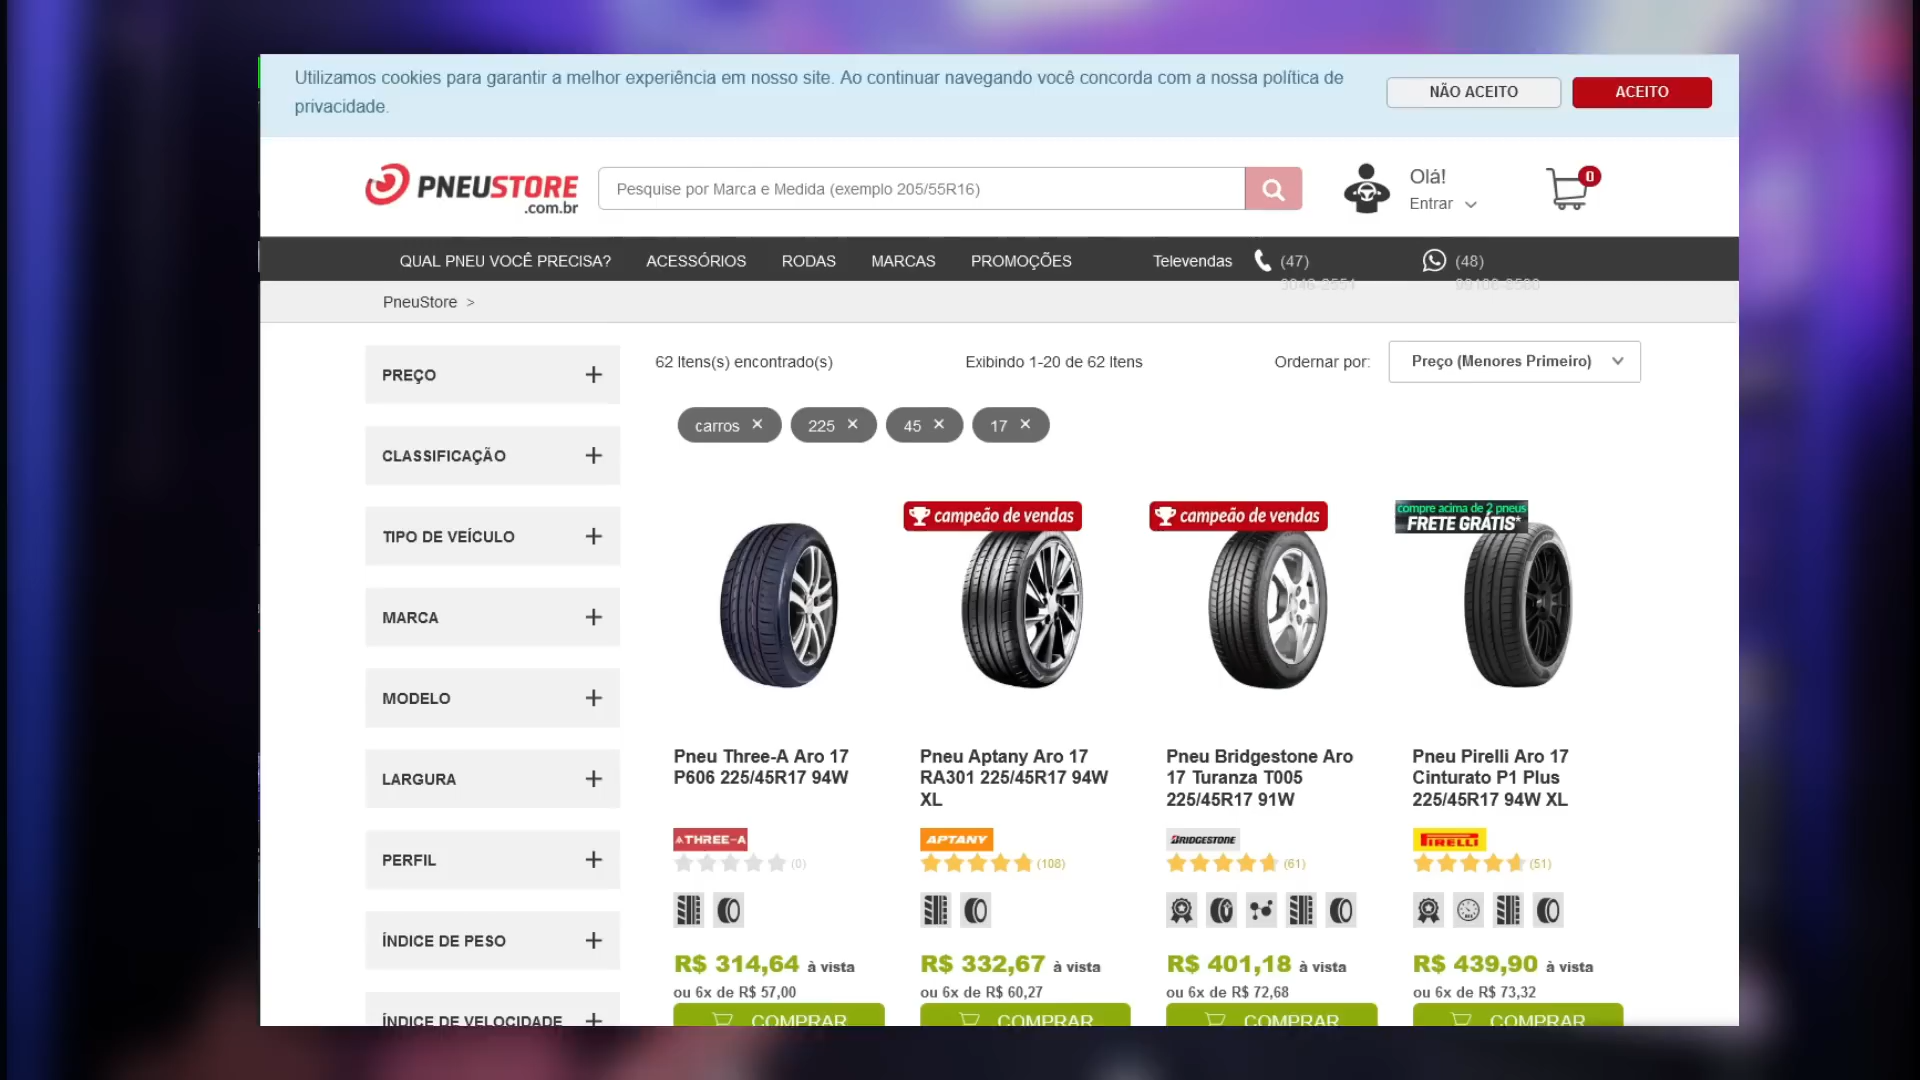 Utilizamos cookies para garantir a melhor experiência em nosso site. Ao continuar navegando você concorda com a nossa política de
privacidade.
NÃO ACEITO
ACEITO
PNEUSTORE
.com.br
Pesquise por Marca e Medida (exemplo 205/55R16)
Olá!
Entrar
0
QUAL PNEU VOCÊ PRECISA?
ACESSÓRIOS
RODAS
MARCAS
PROMOÇÕES
Televendas
(47)
(48)
PneuStore >
PREÇO
CLASSIFICAÇÃO
TIPO DE VEÍCULO
MARCA
MODELO
LARGURA
PERFIL
ÍNDICE DE PESO
ÍNDICE DE VELOCIDADE
62 Itens(s) encontrado(s)
Exibindo 1-20 de 62 Itens
Ordernar por:
Preço (Menores Primeiro)
carros ×
225 ×
45 ×
17 ×
campeão de vendas
campeão de vendas
compre acima de 2 pneus
FRETE GRÁTIS*
Pneu Three-A Aro 17
P606 225/45R17 94W
THREE-A
(0)
R$ 314,64 à vista
ou 6x de R$ 57,00
COMPRAR
Pneu Aptany Aro 17
RA301 225/45R17 94W
XL
APTANY
(108)
R$ 332,67 à vista
ou 6x de R$ 60,27
COMPRAR
Pneu Bridgestone Aro
17 Turanza T005
225/45R17 91W
BRIDGESTONE
(61)
R$ 401,18 à vista
ou 6x de R$ 72,68
COMPRAR
Pneu Pirelli Aro 17
Cinturato P1 Plus
225/45R17 94W XL
PIRELLI
(51)
R$ 439,90 à vista
ou 6x de R$ 73,32
COMPRAR